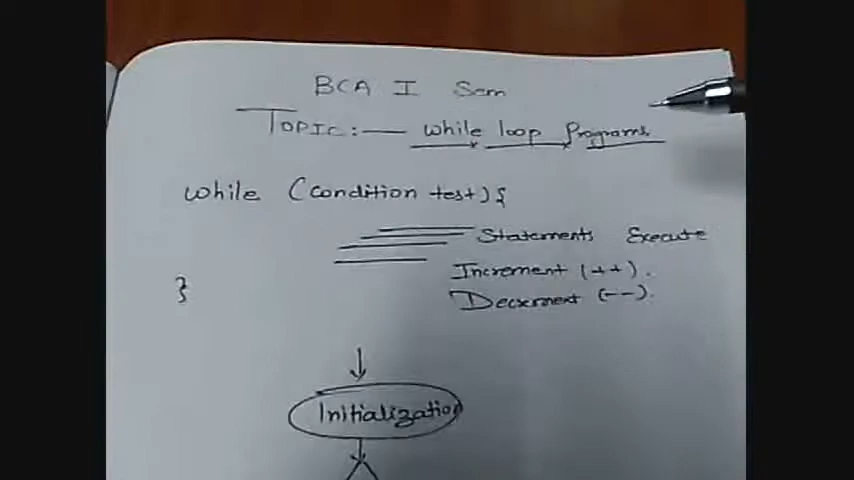 BCA I Sem
TOPIC:— while loop Programs
while (condition test){
Statements Execute
Increment (++).
Decrement (--).
}
Initialization